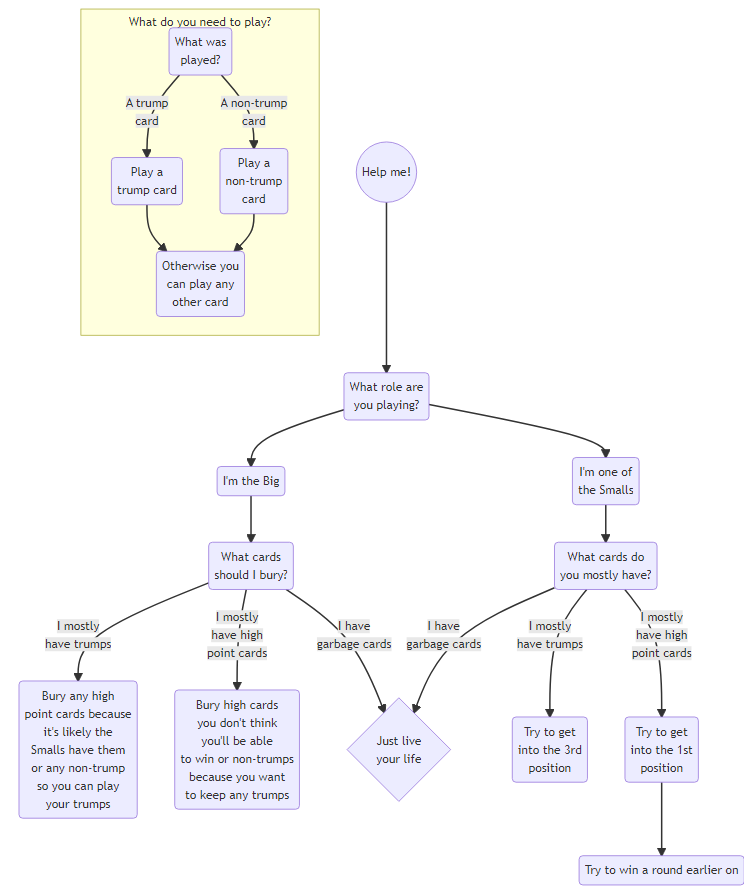 What do you need to play?
What was
played?
A trump
card
A non-trump
card
Play a
trump card
Play a
non-trump
card
Otherwise you
can play any
other card
Help me!
What role are
you playing?
I'm the Big
I'm one of
the Smalls
What cards
should I bury?
What cards do
you mostly have?
I mostly
have trumps
I mostly
have high
point cards
I have
garbage cards
I have
garbage cards
I mostly
have trumps
I mostly
have high
point cards
Bury any high
point cards because
it's likely the
Smalls have them
or any non-trump
so you can play
your trumps
Bury high cards
you don't think
you'll be able
to win or non-trumps
because you want
to keep any trumps
Just live
your life
Try to get
into the 3rd
position
Try to get
into the 1st
position
Try to win a round earlier on